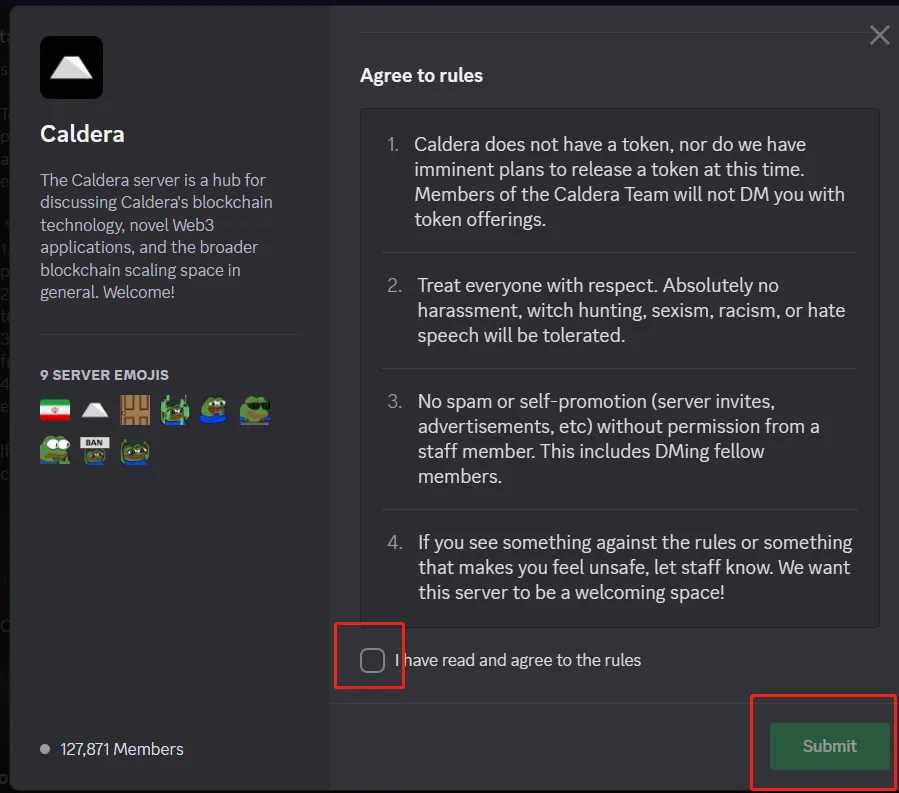 Caldera
The Caldera server is a hub for
discussing Caldera's blockchain
technology, novel Web3
applications, and the broader
blockchain scaling space in
general. Welcome!
9 SERVER EMOJIS
BAN
127,871 Members
Agree to rules
1. Caldera does not have a token, nor do we have
imminent plans to release a token at this time.
Members of the Caldera Team will not DM you with
token offerings.
2. Treat everyone with respect. Absolutely no
harassment, witch hunting, sexism, racism, or hate
speech will be tolerated.
3. No spam or self-promotion (server invites,
advertisements, etc) without permission from a
staff member. This includes DMing fellow
members.
4. If you see something against the rules or something
that makes you feel unsafe, let staff know. We want
this server to be a welcoming space!
I have read and agree to the rules
Submit